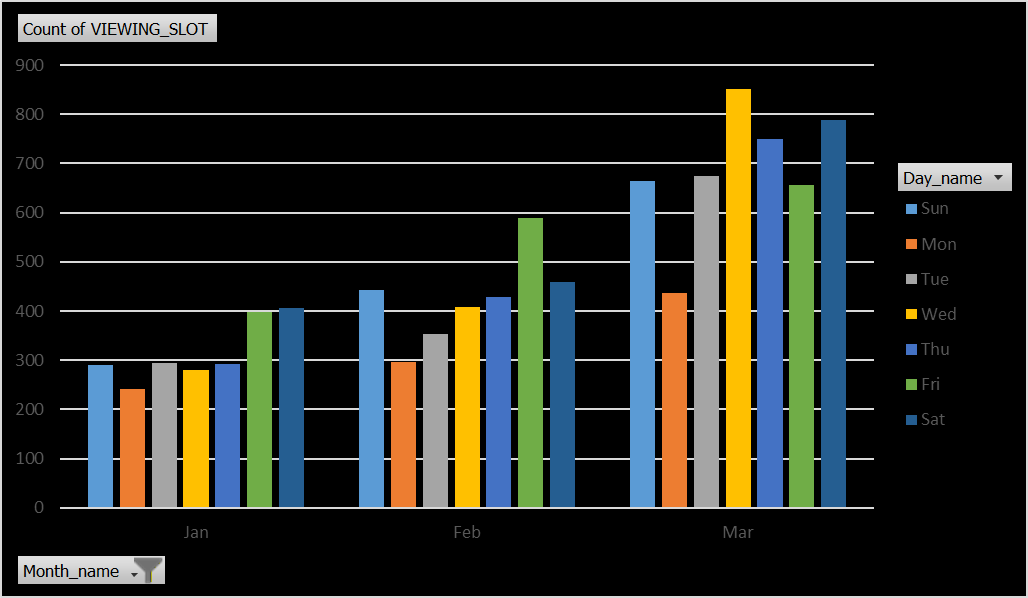 Count of VIEWING_SLOT
900
800
700
600
500
400
300
200
100
0
Jan Feb Mar
Day_name
Sun
Mon
Tue
Wed
Thu
Fri
Sat
Month_name